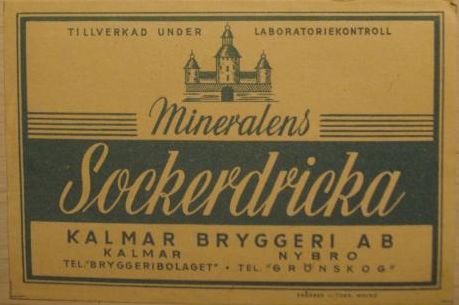 TILLVERKAD UNDER LABORATORIEKONTROLL
Mineralens
Sockerdricka
KALMAR BRYGGERI AB
KALMAR NYBRO
TEL. "BRYGGERIBOLAGET" • TEL. "GRÖNSKOG"